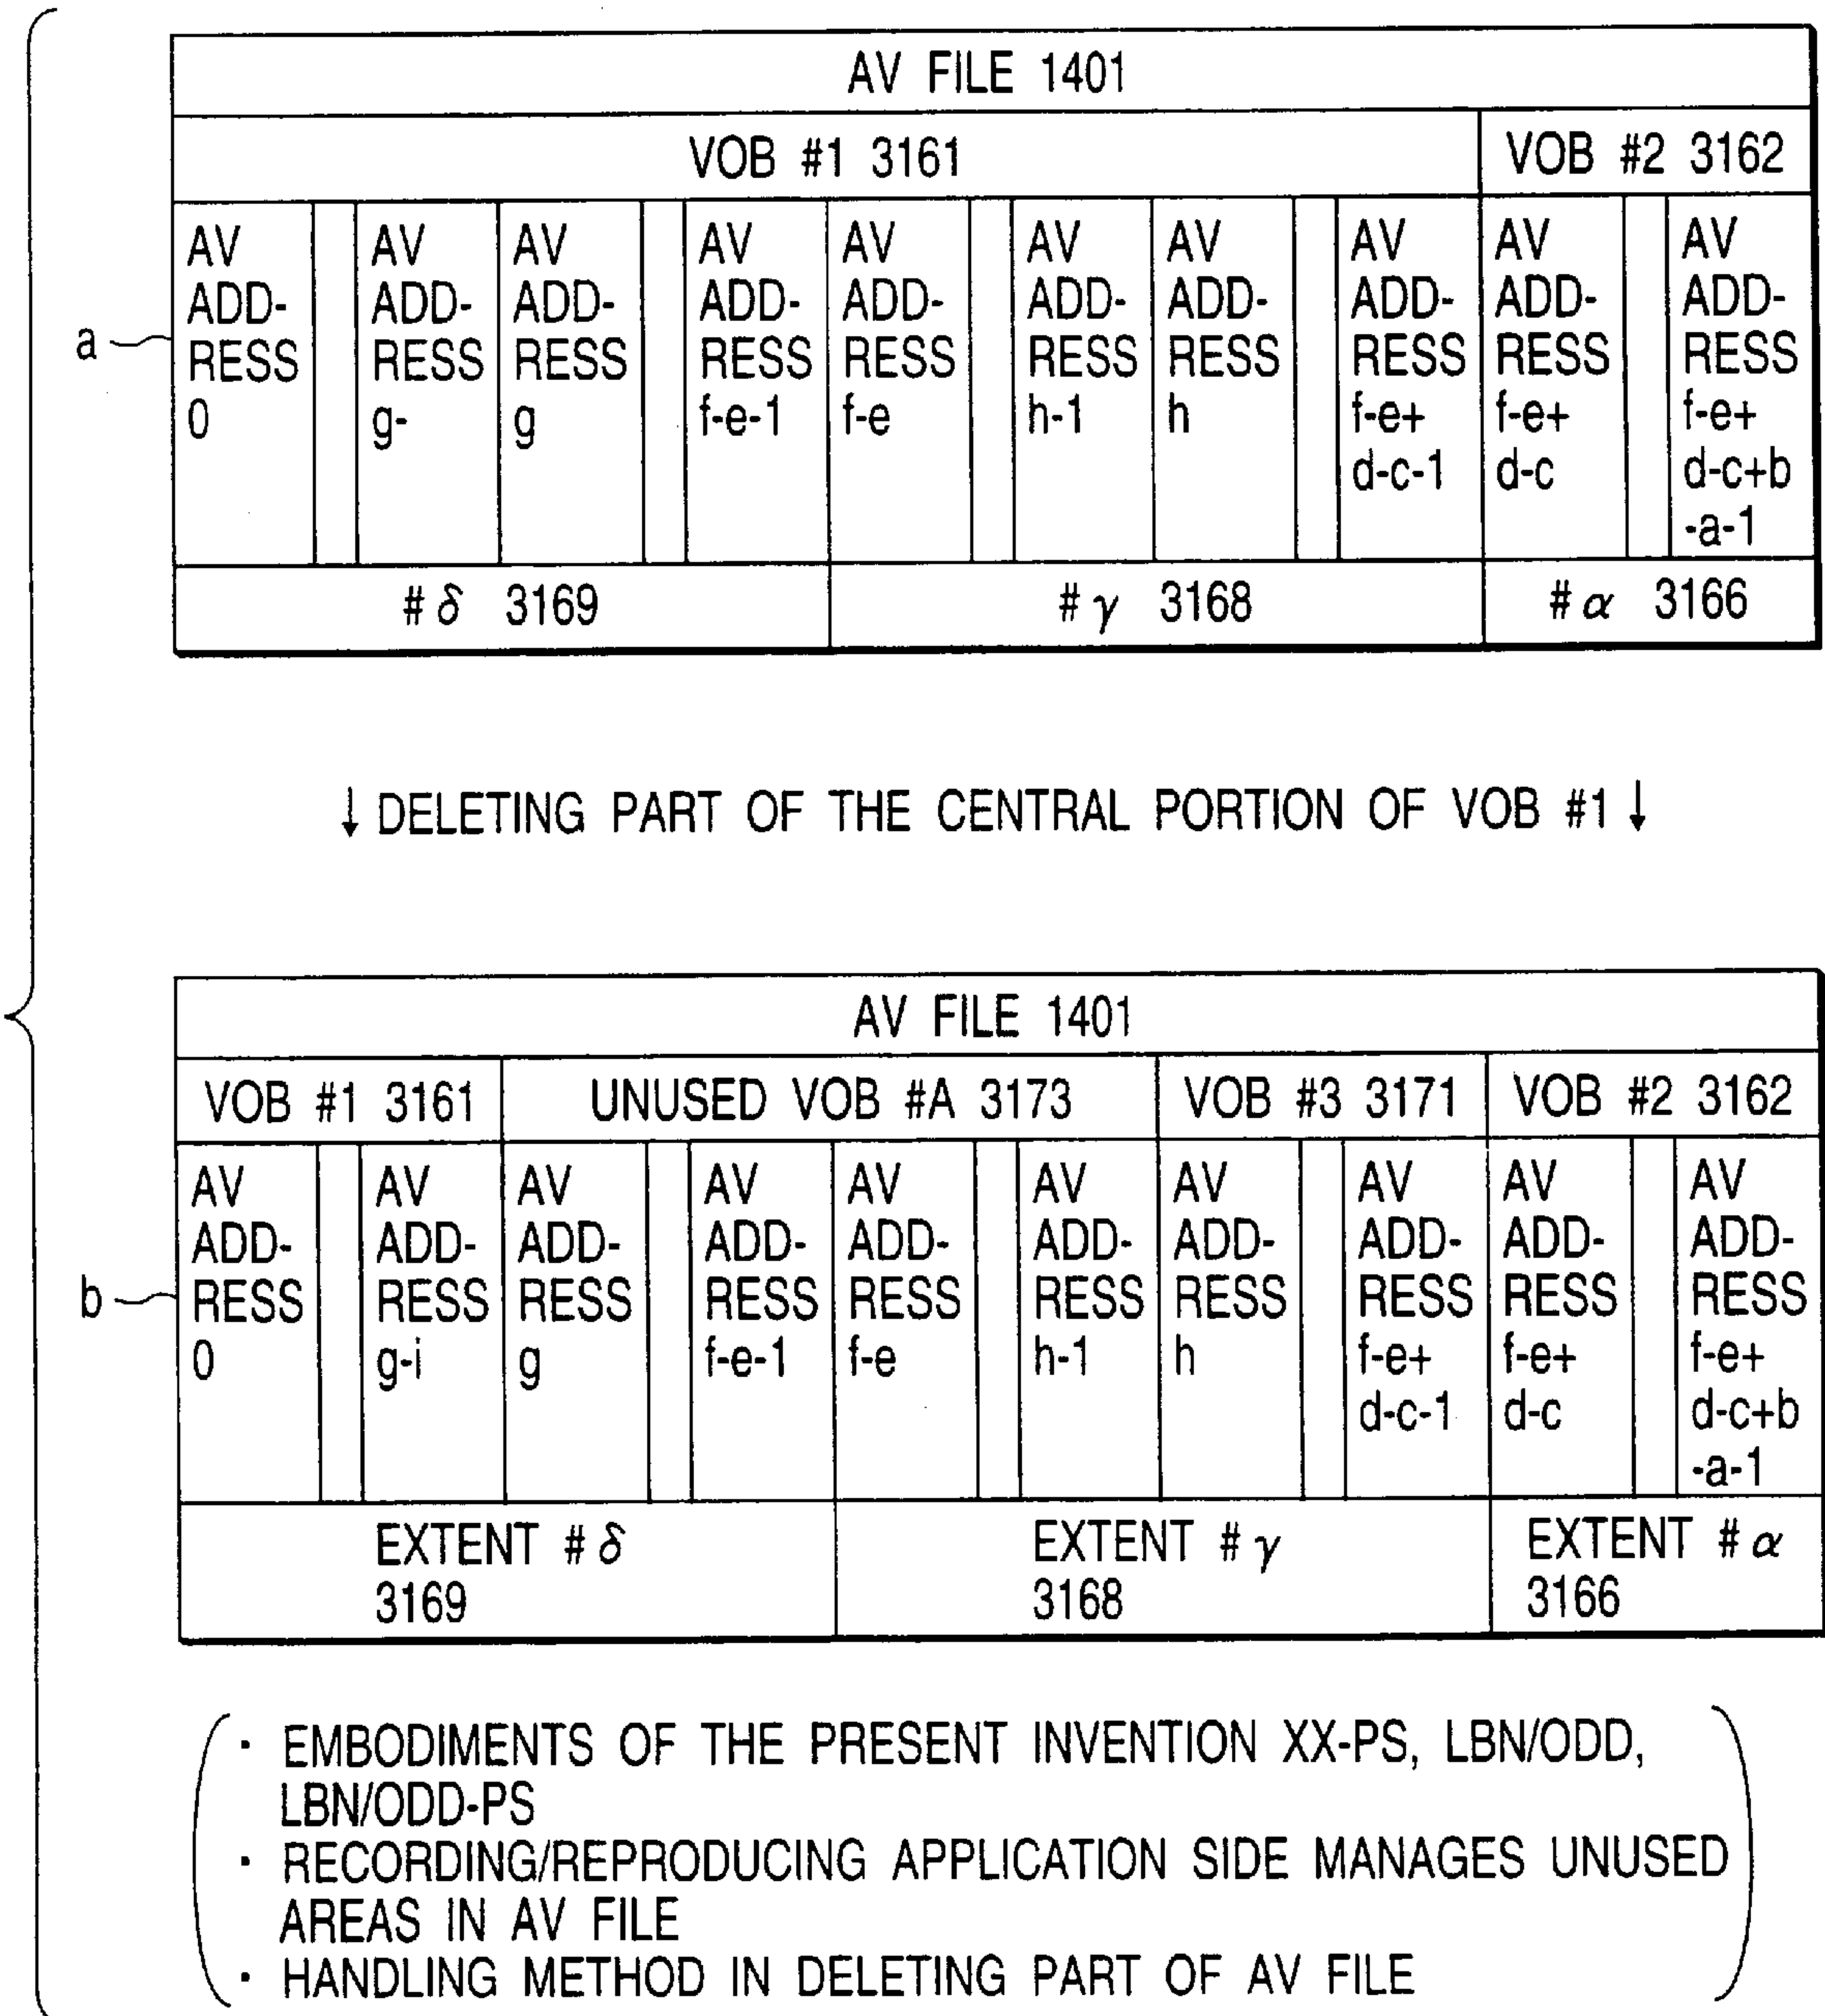 AV FILE 1401
VOB #1 3161 VOB #2 3162
AV AV AV AV AV AV AV AV AV AV
ADD- ADD- ADD- ADD- ADD- ADD- ADD- ADD- ADD- ADD-
a RESS RESS RESS RESS RESS RESS RESS RESS RESS RESS
0 g- g f-e-1 f-e h-1 h f-e+ f-e+ f-e+
d-c-1 d-c d-c+b
-a-1
#δ 3169 #γ 3168 #α 3166
↓ DELETING PART OF THE CENTRAL PORTION OF VOB #1 ↓
AV FILE 1401
VOB #1 3161 UNUSED VOB #A 3173 VOB #3 3171 VOB #2 3162
AV AV AV AV AV AV AV AV AV AV
ADD- ADD- ADD- ADD- ADD- ADD- ADD- ADD- ADD- ADD-
b RESS RESS RESS RESS RESS RESS RESS RESS RESS RESS
0 g-i g f-e-1 f-e h-1 h f-e+ f-e+ f-e+
d-c-1 d-c d-c+b
-a-1
EXTENT #δ EXTENT #γ EXTENT #α
3169 3168 3166
· EMBODIMENTS OF THE PRESENT INVENTION XX-PS, LBN/ODD,
LBN/ODD-PS
· RECORDING/REPRODUCING APPLICATION SIDE MANAGES UNUSED
AREAS IN AV FILE
· HANDLING METHOD IN DELETING PART OF AV FILE